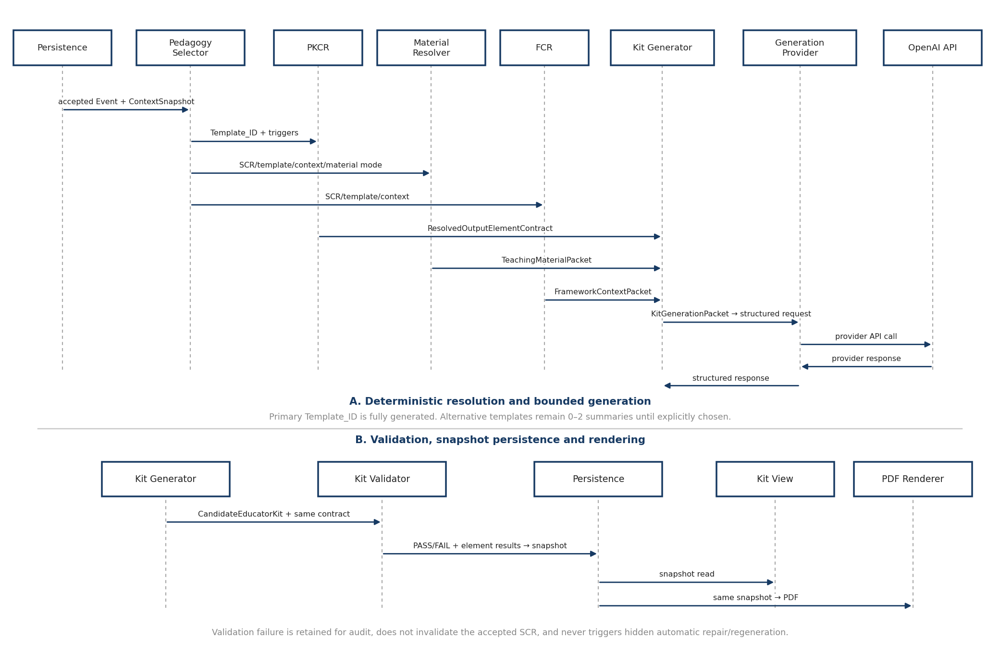 Persistence
Pedagogy
Selector
PKCR
Material
Resolver
FCR
Kit Generator
Generation
Provider
OpenAI API
accepted Event + ContextSnapshot
Template_ID + triggers
SCR/template/context/material mode
SCR/template/context
ResolvedOutputElementContract
TeachingMaterialPacket
FrameworkContextPacket
KitGenerationPacket → structured request
provider API call
provider response
structured response
A. Deterministic resolution and bounded generation
Primary Template_ID is fully generated. Alternative templates remain 0–2 summaries until explicitly chosen.
B. Validation, snapshot persistence and rendering
Kit Generator
Kit Validator
Persistence
Kit View
PDF Renderer
CandidateEducatorKit + same contract
PASS/FAIL + element results → snapshot
snapshot read
same snapshot → PDF
Validation failure is retained for audit, does not invalidate the accepted SCR, and never triggers hidden automatic repair/regeneration.